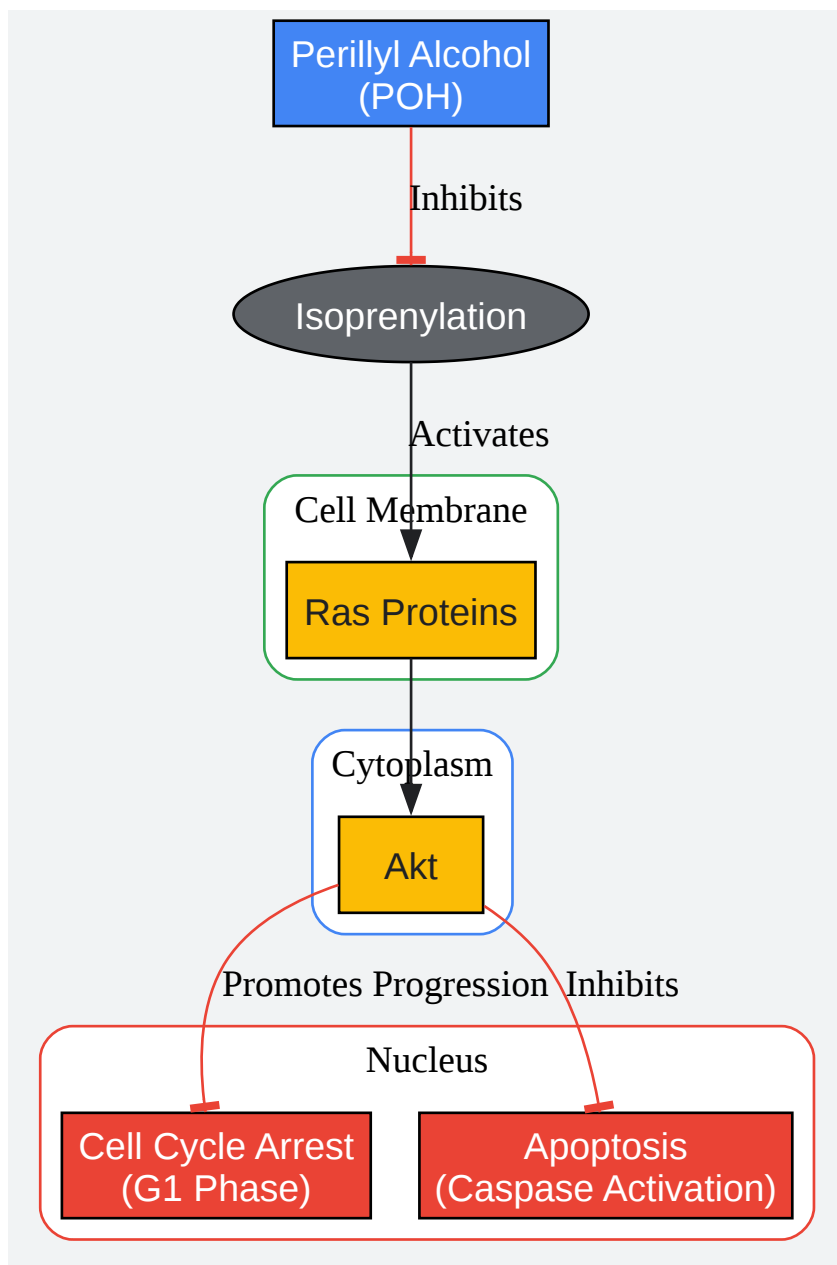 Perillyl Alcohol
(POH)
Inhibits
Isoprenylation
Activates
Cell Membrane
Ras Proteins
Cytoplasm
Akt
Promotes Progression
Inhibits
Nucleus
Cell Cycle Arrest
(G1 Phase)
Apoptosis
(Caspase Activation)